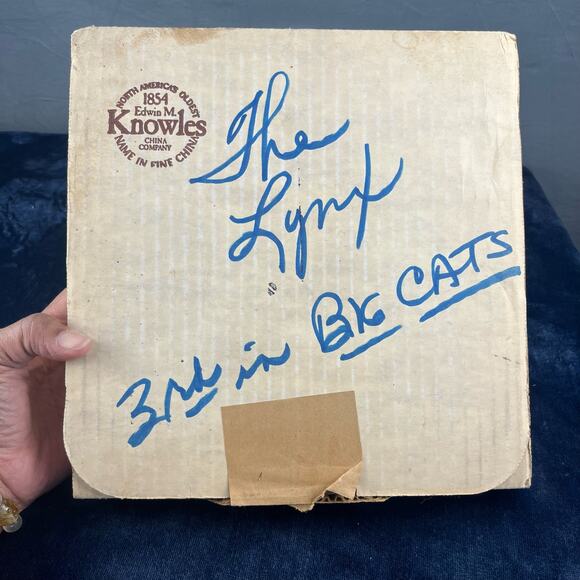 NORTH AMERICA'S OLDEST
1854
Edwin M.
Knowles
CHINA
COMPANY
NAME IN FINE CHINA
The
Lynx
3rd in BIG CATS